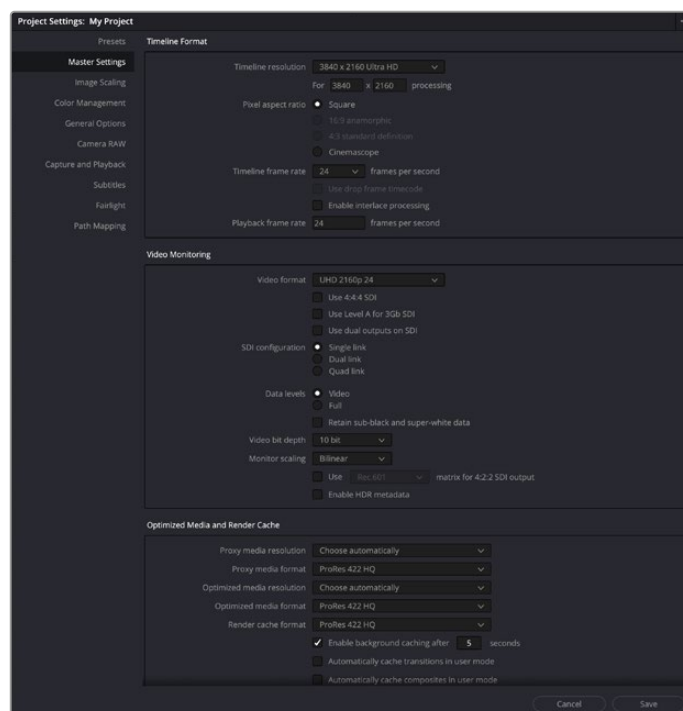 Project Settings: My Project
Presets
Master Settings
Image Scaling
Color Management
General Options
Camera RAW
Capture and Playback
Subtitles
Fairlight
Path Mapping
Timeline Format
Timeline resolution 3840 x 2160 Ultra HD
For 3840 x 2160 processing
Pixel aspect ratio Square
16:9 anamorphic
4:3 standard definition
Cinemascope
Timeline frame rate 24 frames per second
Use drop frame timecode
Enable interlace processing
Playback frame rate 24 frames per second
Video Monitoring
Video format UHD 2160p 24
Use 4:4:4 SDI
Use Level A for 3Gb SDI
Use dual outputs on SDI
SDI configuration Single link
Dual link
Quad link
Data levels Video
Full
Retain sub-black and super-white data
Video bit depth 10 bit
Monitor scaling Bilinear
Use Rec.601 matrix for 4:2:2 SDI output
Enable HDR metadata
Optimized Media and Render Cache
Proxy media resolution Choose automatically
Proxy media format ProRes 422 HQ
Optimized media resolution Choose automatically
Optimized media format ProRes 422 HQ
Render cache format ProRes 422 HQ
Enable background caching after 5 seconds
Automatically cache transitions in user mode
Automatically cache composites in user mode
Cancel Save